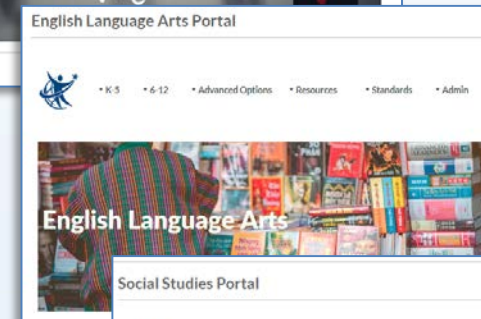 English Language Arts Portal
• K-5 • 6-12 • Advanced Options • Resources • Standards • Admin
English Language Arts
Social Studies Portal